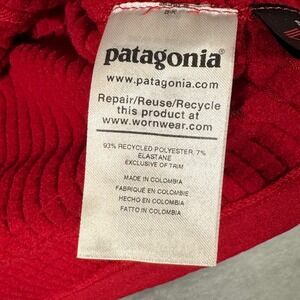 patagonia®
www.patagonia.com
Repair/Reuse/Recycle
this product at
www.wornwear.com
93% RECYCLED POLYESTER, 7%
ELASTANE
EXCLUSIVE OF TRIM
MADE IN COLOMBIA
FABRIQUÉ EN COLOMBIE
HECHO EN COLOMBIA
FATTO IN COLOMBIA